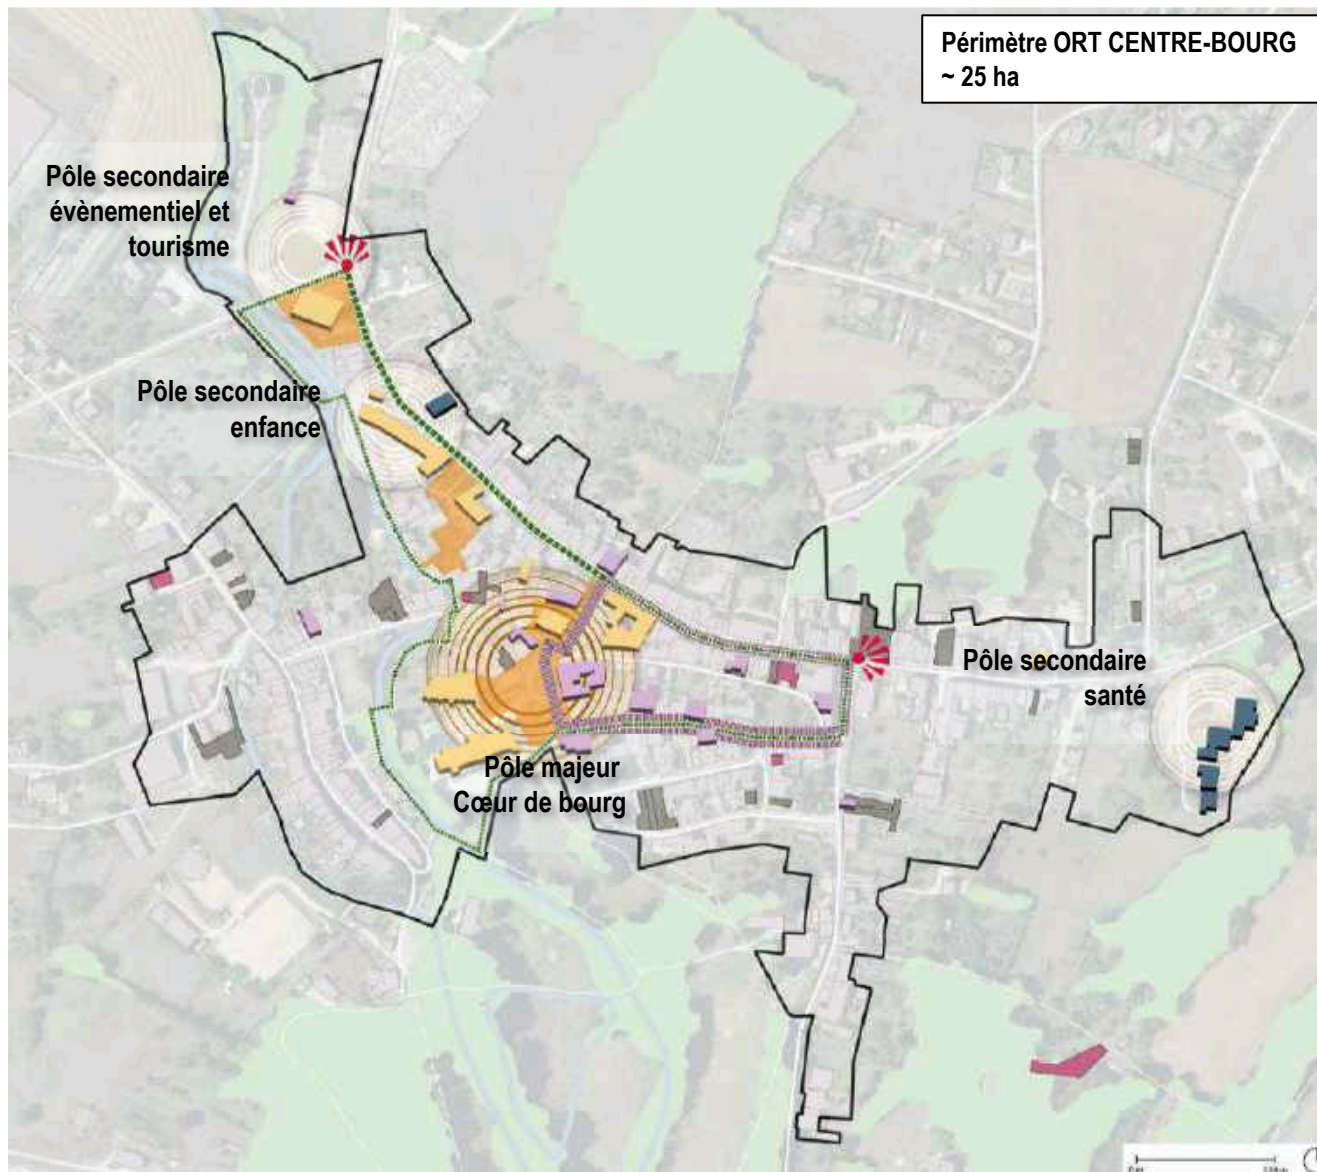 Périmètre ORT CENTRE-BOURG
~ 25 ha
Pôle secondaire
évènementiel et
tourisme
Pôle secondaire
enfance
Pôle secondaire
santé
Pôle majeur
Cœur de bourg